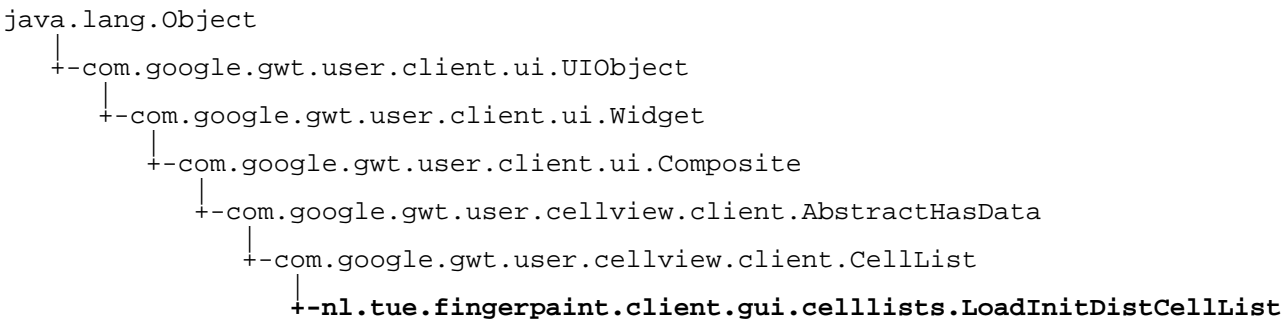 java.lang.Object
|
+-com.google.gwt.user.client.ui.UIObject
|
+-com.google.gwt.user.client.ui.Widget
|
+-com.google.gwt.user.client.ui.Composite
|
+-com.google.gwt.user.cellview.client.AbstractHasData
|
+-com.google.gwt.user.cellview.client.CellList
|
+-nl.tue.fingerpaint.client.gui.celllists.LoadInitDistCellList